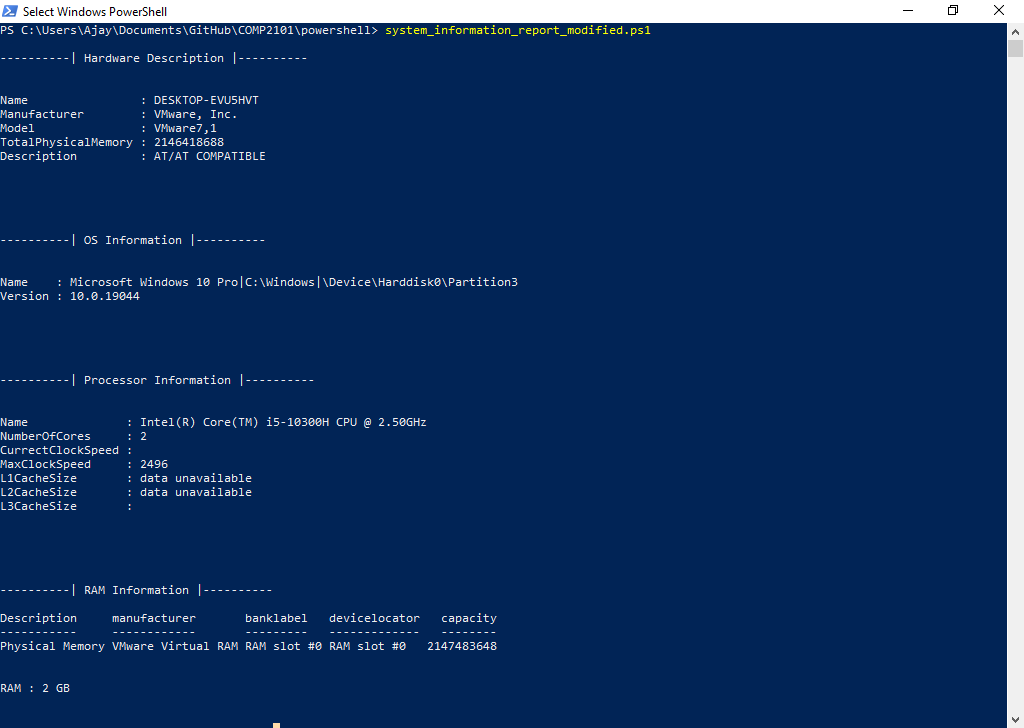 Select Windows PowerShell
PS C:\Users\Ajay\Documents\GitHub\COMP2101\powershell> system_information_report_modified.ps1
----------| Hardware Description |----------
Name                : DESKTOP-EVU5HVT
Manufacturer        : VMware, Inc.
Model               : VMware7,1
TotalPhysicalMemory : 2146418688
Description         : AT/AT COMPATIBLE
----------| OS Information |----------
Name    : Microsoft Windows 10 Pro|C:\Windows|\Device\Harddisk0\Partition3
Version : 10.0.19044
----------| Processor Information |----------
Name              : Intel(R) Core(TM) i5-10300H CPU @ 2.50GHz
NumberOfCores     : 2
CurrectClockSpeed :
MaxClockSpeed     : 2496
L1CacheSize       : data unavailable
L2CacheSize       : data unavailable
L3CacheSize       :
----------| RAM Information |----------
Description     manufacturer       banklabel   devicelocator   capacity
-----------     ------------       ---------   -------------   --------
Physical Memory VMware Virtual RAM RAM slot #0 RAM slot #0   2147483648
RAM : 2 GB